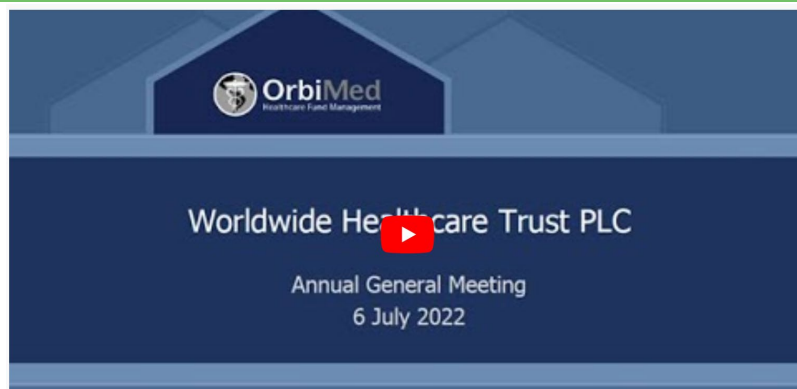 OrbiMed
Healthcare Fund Management
Worldwide Healthcare Trust PLC
Annual General Meeting
6 July 2022